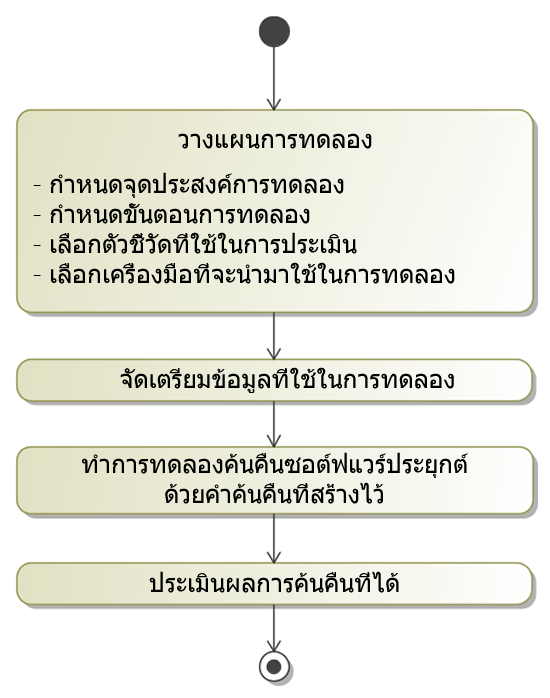 วางแผนการทดลอง
- กำหนดจุดประสงค์การทดลอง
- กำหนดขั้นตอนการทดลอง
- เลือกตัวชี้วัดที่ใช้ในการประเมิน
- เลือกเครื่องมือที่จะนำมาใช้ในการทดลอง
จัดเตรียมข้อมูลที่ใช้ในการทดลอง
ทำการทดลองค้นคืนซอต์ฟแวร์ประยุกต์
ด้วยคำค้นคืนที่สร้างไว้
ประเมินผลการค้นคืนที่ได้